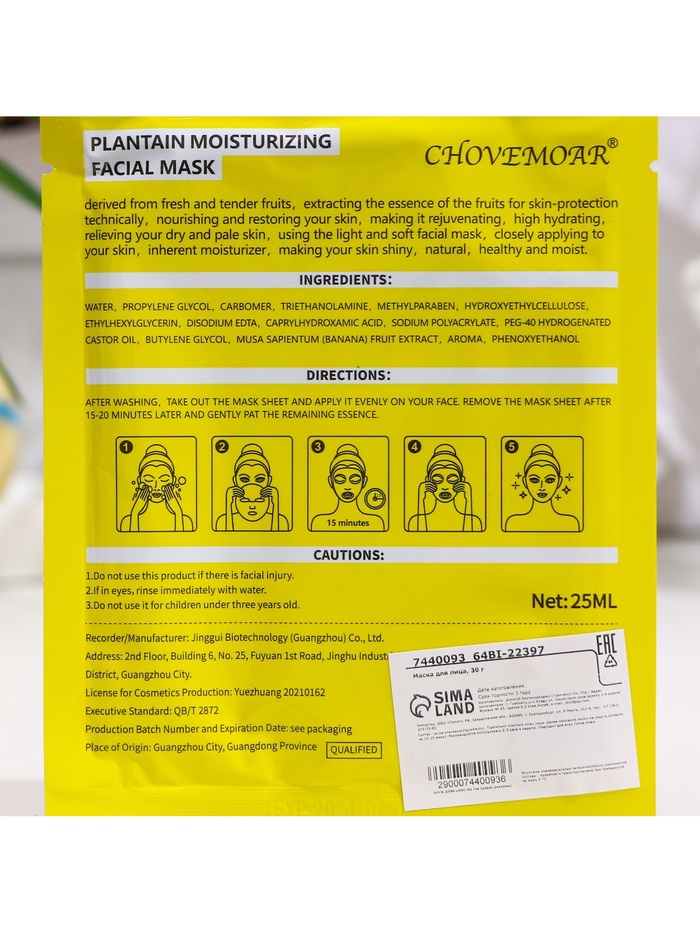 PLANTAIN MOISTURIZING
FACIAL MASK
CHOVEMOAR®
derived from fresh and tender fruits, extracting the essence of the fruits for skin-protection
technically, nourishing and restoring your skin, making it rejuvenating, high hydrating,
relieving your dry and pale skin, using the light and soft facial mask, closely applying to
your skin, inherent moisturizer, making your skin shiny, natural, healthy and moist.
INGREDIENTS:
WATER, PROPYLENE GLYCOL, CARBOMER, TRIETHANOLAMINE, METHYLPARABEN, HYDROXYETHYLCELLULOSE,
ETHYLHEXYLGLYCERIN, DISODIUM EDTA, CAPRYLHYDROXAMIC ACID, SODIUM POLYACRYLATE, PEG-40 HYDROGENATED
CASTOR OIL, BUTYLENE GLYCOL, MUSA SAPIENTUM (BANANA) FRUIT EXTRACT, AROMA, PHENOXYETHANOL
DIRECTIONS:
AFTER WASHING, TAKE OUT THE MASK SHEET AND APPLY IT EVENLY ON YOUR FACE. REMOVE THE MASK SHEET AFTER
15-20 MINUTES LATER AND GENTLY PAT THE REMAINING ESSENCE.
1 2 3 4 5
15 minutes
CAUTIONS:
1.Do not use this product if there is facial injury.
2.If in eyes, rinse immediately with water.
3.Do not use it for children under three years old.
Net:25ML
Recorder/Manufacturer: Jinggui Biotechnology (Guangzhou) Co., Ltd.
Address: 2nd Floor, Building 6, No. 25, Fuyuan 1st Road, Jinghu Indust
District, Guangzhou City.
License for Cosmetics Production: Yuezhuang 20210162
Executive Standard: QB/T 2872
Production Batch Number and Expiration Date: see packaging
Place of Origin: Guangzhou City, Guangdong Province
QUALIFIED
7440093 64BI-22397
Маска для лица, 30 г
EAC
SIMA
LAND
Дата изготовления:
Срок годности 3 года
2900074400936